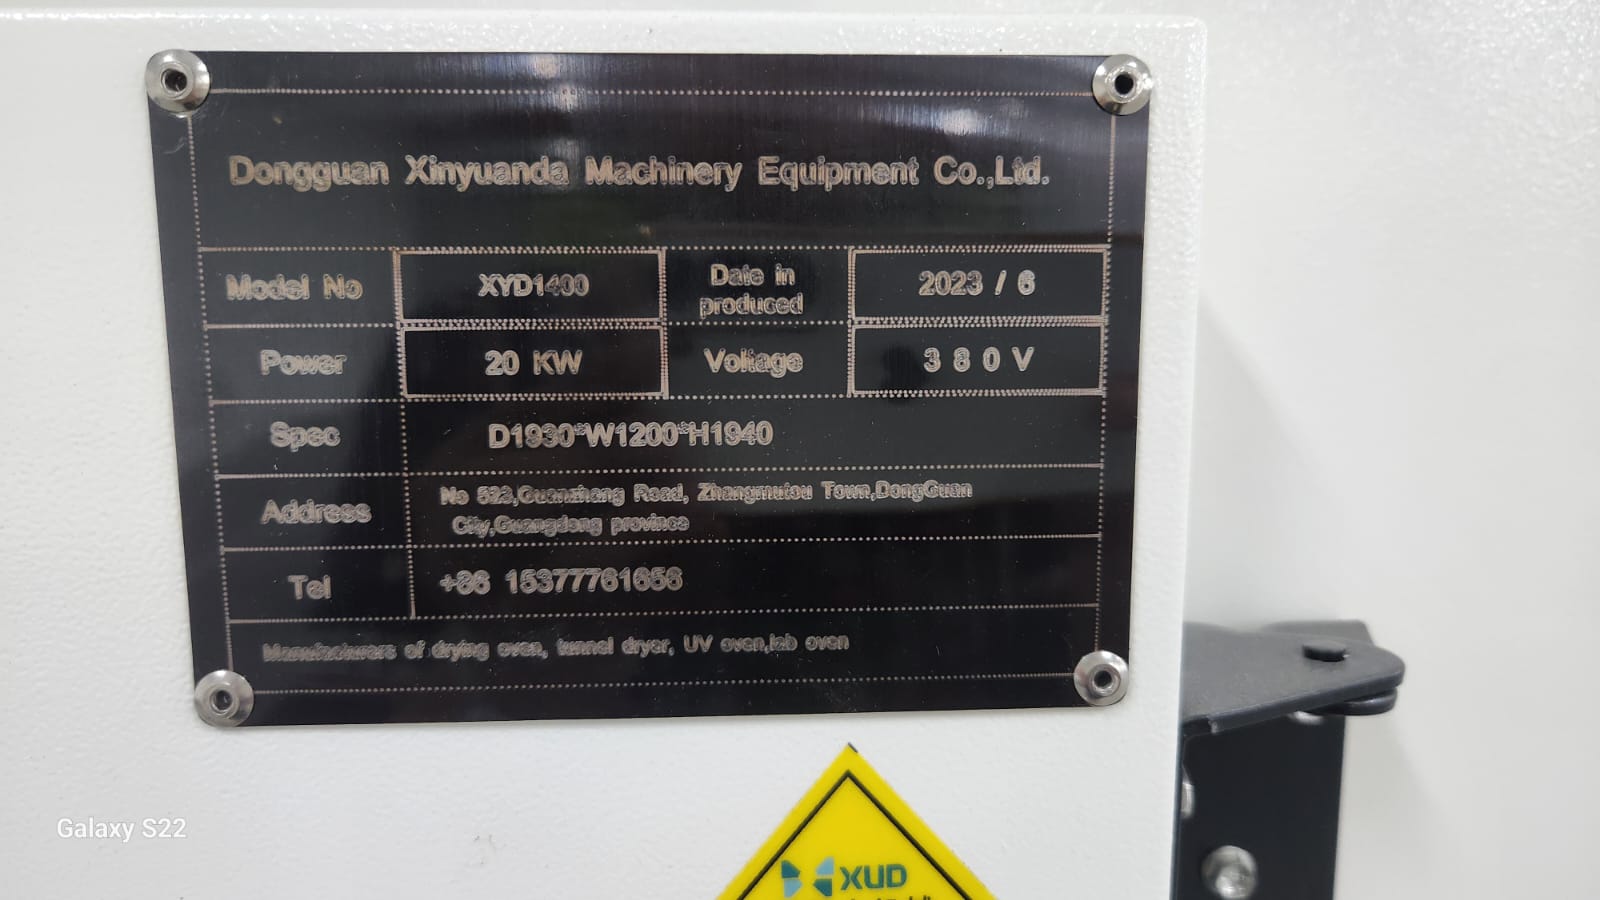 Dongguan Xinyuanda Machinery Equipment Co.,Ltd.
Model No XYD1400 Date in produced 2023 / 6
Power 20 KW Voltage 380V
Spec D1930*W1200*H1940
Address No 523,Guanzhang Road, Zhangmutou Town,DongGuan
City,Guangdong province
Tel +86 15377761656
Manufacturers of drying oven, tunnel dryer, UV oven,lab oven
XUD
Galaxy S22